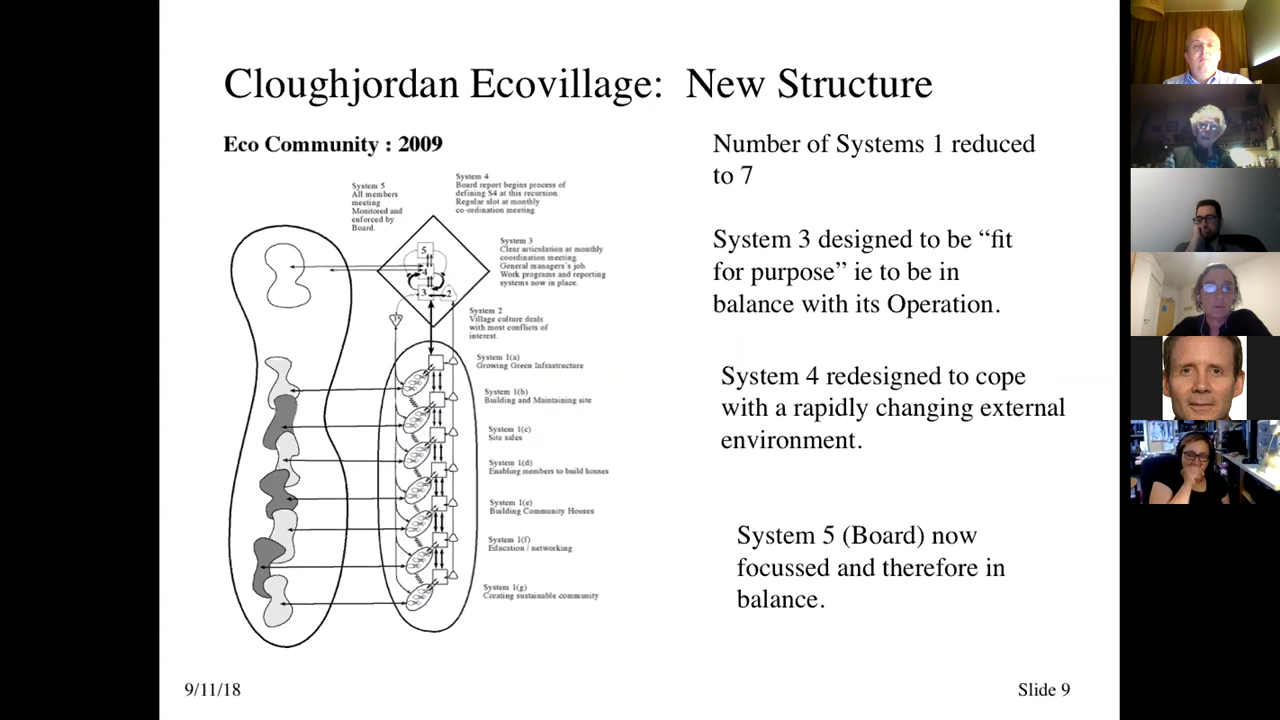 Cloughjordan Ecovillage: New Structure
Eco Community : 2009
System 5
All members
meeting
Monitored and
enforced by
Board.
System 4
Board report begins process of
defining S4 at this recursion.
Regular slot at monthly
co-ordination meeting.
System 3
Clear articulation at monthly
coordination meeting.
General managers's job
Work programs and reporting
systems now in place.
5
4
3
2
System 2
Village culture deals
with most conflicts of
interest.
System 1(a)
Growing Green Infrastructure
System 1(b)
Building and Maintaining site
System 1(c)
Site sales
System 1(d)
Enabling members to build houses
System 1(e)
Building Community Houses
System 1(f)
Education / networking
System 1(g)
Creating sustainable community
Number of Systems 1 reduced
to 7
System 3 designed to be “fit
for purpose” ie to be in
balance with its Operation.
System 4 redesigned to cope
with a rapidly changing external
environment.
System 5 (Board) now
focussed and therefore in
balance.
9/11/18
Slide 9